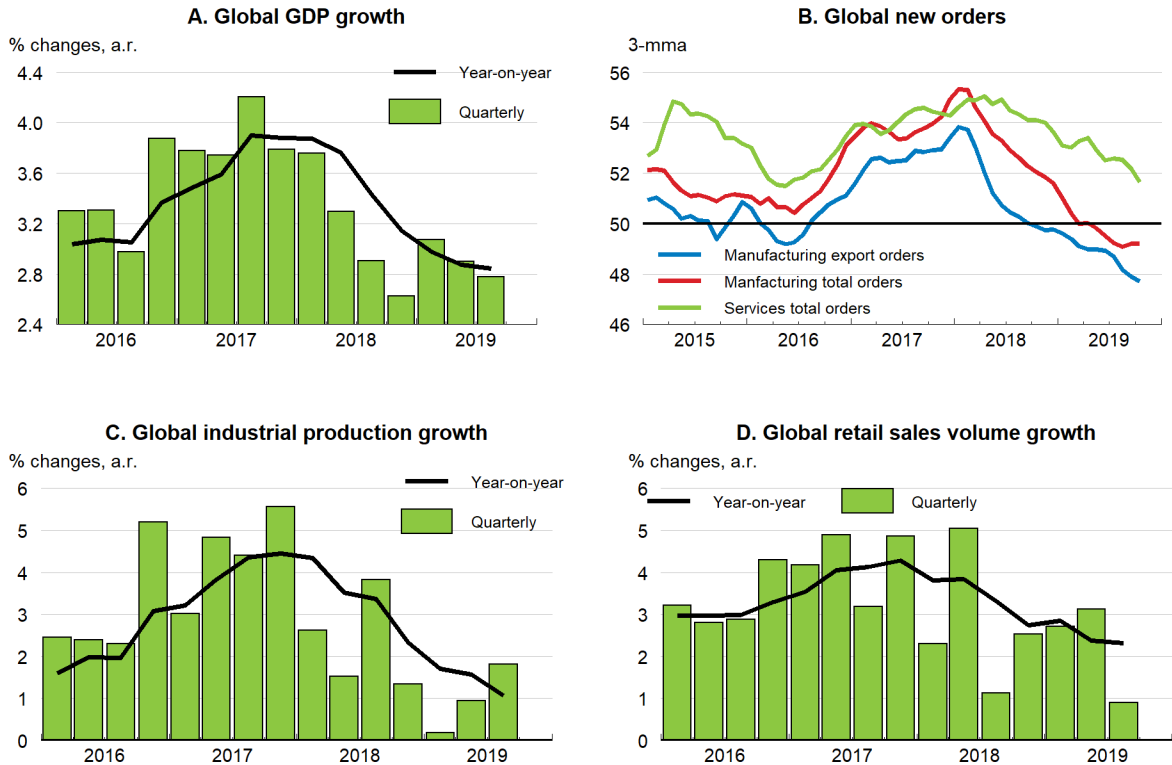 A. Global GDP growth
% changes, a.r.
4.4
4.0
3.6
3.2
2.8
2.4
Year-on-year
Quarterly
2016 2017 2018 2019
B. Global new orders
3-mma
56
54
52
50
48
46
Manufacturing export orders
Manfacturing total orders
Services total orders
2015 2016 2017 2018 2019
C. Global industrial production growth
% changes, a.r.
6
5
4
3
2
1
0
Year-on-year
Quarterly
2016 2017 2018 2019
D. Global retail sales volume growth
% changes, a.r.
6
5
4
3
2
1
0
Year-on-year Quarterly
2016 2017 2018 2019